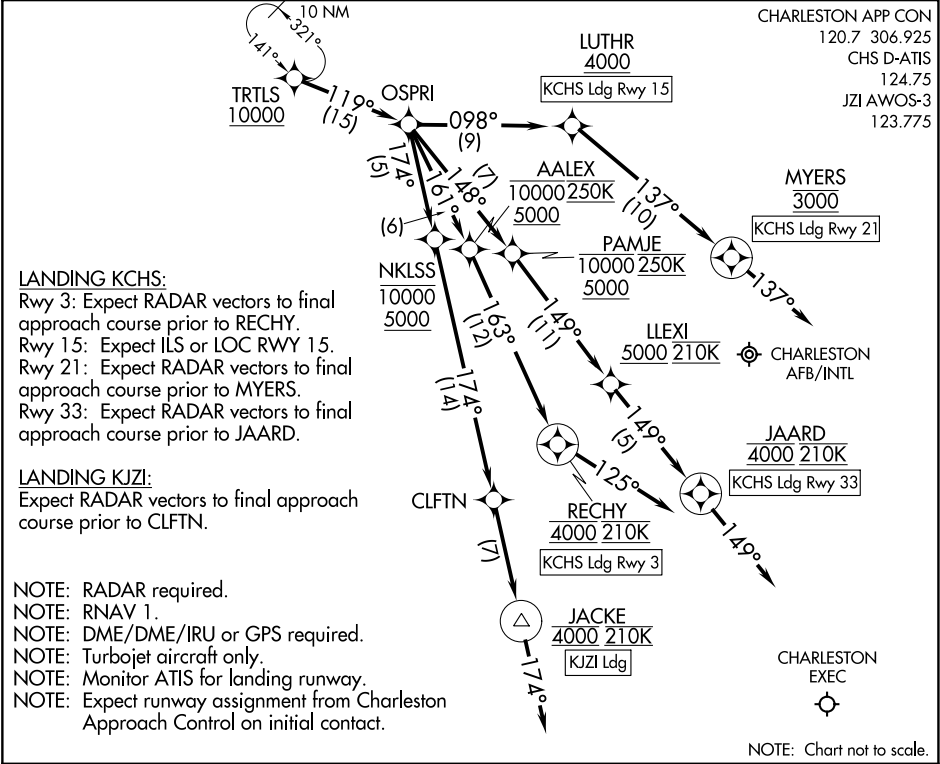 10 NM
321°
141°
TRTLS
10000
119°
(15)
OSPRI
098°
(9)
LUTHR
4000
KCHS Ldg Rwy 15
CHARLESTON APP CON
120.7 306.925
CHS D-ATIS
124.75
JZI AWOS-3
123.775
174°
(5)
161°
(6)
148°
(7)
AALEX
10000 250K
5000
137°
(10)
MYERS
3000
KCHS Ldg Rwy 21
137°
PAMJE
10000 250K
5000
NKLSS
10000
5000
LANDING KCHS:
Rwy 3: Expect RADAR vectors to final
approach course prior to RECHY.
Rwy 15: Expect ILS or LOC RWY 15.
Rwy 21: Expect RADAR vectors to final
approach course prior to MYERS.
Rwy 33: Expect RADAR vectors to final
approach course prior to JAARD.
LANDING KJZI:
Expect RADAR vectors to final approach
course prior to CLFTN.
163°
(12)
149°
(11)
LLEXI
5000 210K
CHARLESTON
AFB/INTL
174°
(14)
149°
(5)
JAARD
4000 210K
KCHS Ldg Rwy 33
149°
125°
RECHY
4000 210K
KCHS Ldg Rwy 3
CLFTN
(7)
JACKE
4000 210K
KJZI Ldg
174°
NOTE: RADAR required.
NOTE: RNAV 1.
NOTE: DME/DME/IRU or GPS required.
NOTE: Turbojet aircraft only.
NOTE: Monitor ATIS for landing runway.
NOTE: Expect runway assignment from Charleston
Approach Control on initial contact.
CHARLESTON
EXEC
NOTE: Chart not to scale.